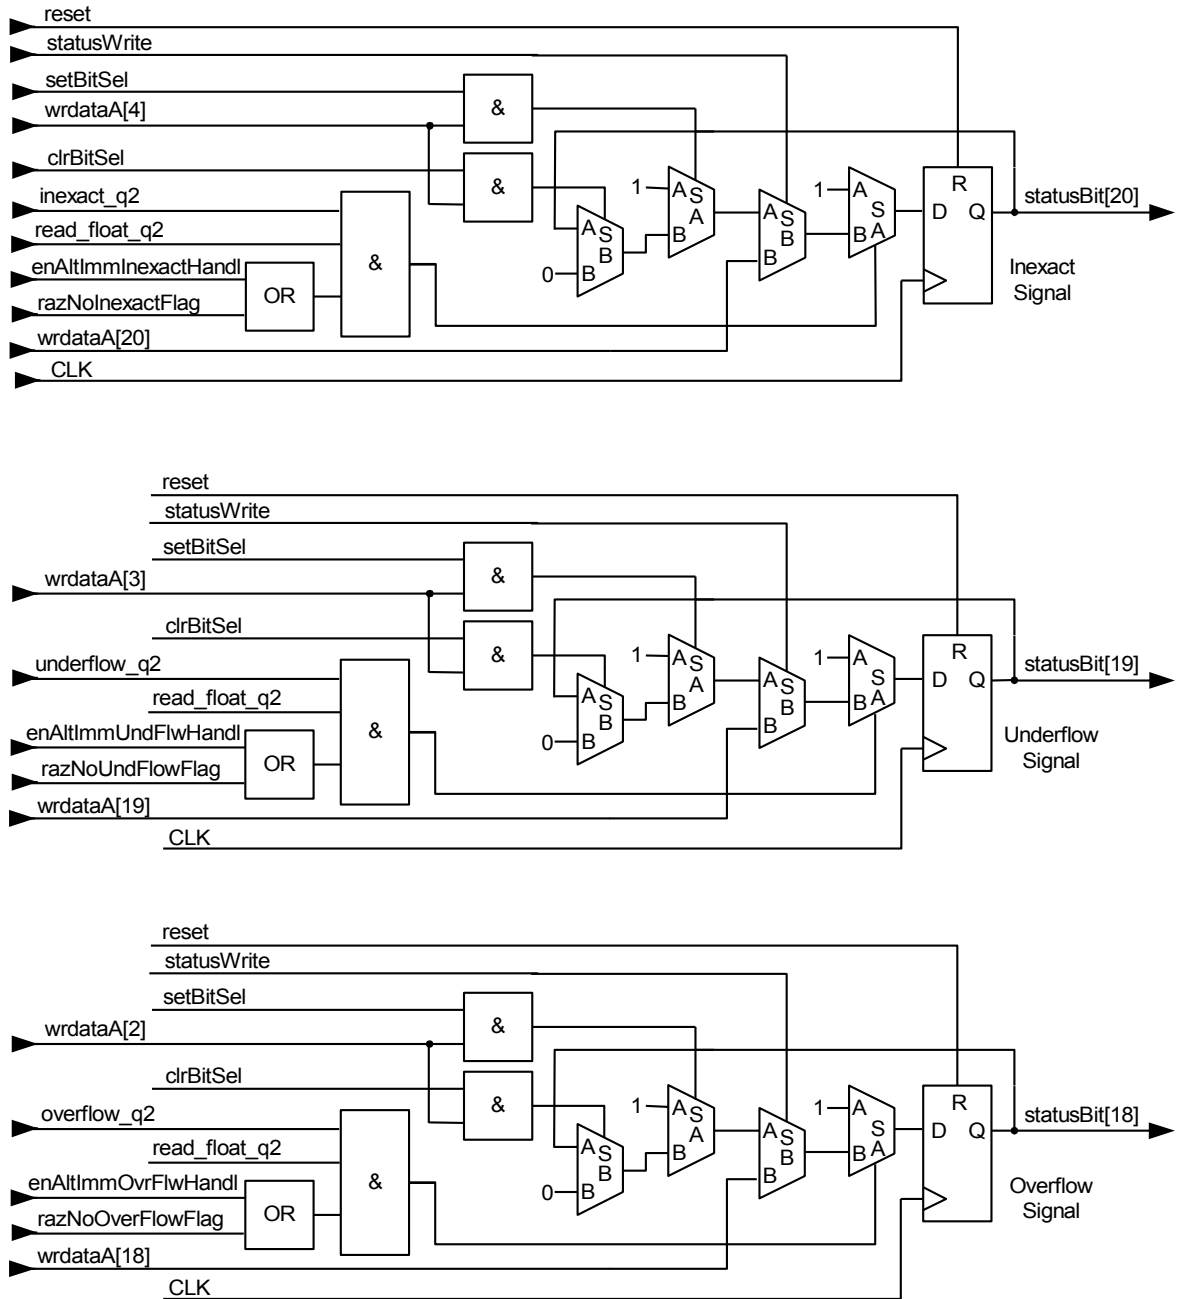 reset
statusWrite
setBitSel
&
wrdataA[4]
clrBitSel
&
inexact_q2
read_float_q2
&
enAltImmInexactHandl
OR
razNoInexactFlag
wrdataA[20]
CLK
A S
B
0 B
1 A S
A
B
A S
B
B
1 A
S
B A
R
D Q
statusBit[20]
Inexact
Signal
reset
statusWrite
setBitSel
&
wrdataA[3]
clrBitSel
&
underflow_q2
read_float_q2
&
enAltImmUndFlwHandl
OR
razNoUndFlowFlag
wrdataA[19]
CLK
A S
B
0 B
1 A S
A
B
A S
B
B
1 A
S
B A
R
D Q
statusBit[19]
Underflow
Signal
reset
statusWrite
setBitSel
&
wrdataA[2]
clrBitSel
&
overflow_q2
read_float_q2
&
enAltImmOvrFlwHandl
OR
razNoOverFlowFlag
wrdataA[18]
CLK
A S
B
0 B
1 A S
A
B
A S
B
B
1 A
S
B A
R
D Q
statusBit[18]
Overflow
Signal